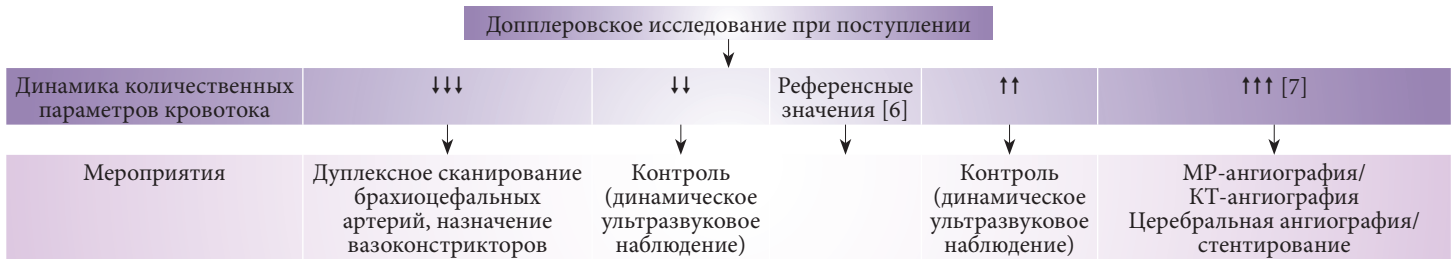 Допплеровское исследование при поступлении
Динамика количественных
параметров кровотока
↓↓↓
↓↓
Референсные
значения [6]
↑↑
↑↑↑ [7]
Мероприятия
Дуплексное сканирование
брахиоцефальных
артерий, назначение
вазоконстрикторов
Контроль
(динамическое
ультразвуковое
наблюдение)
Контроль
(динамическое
ультразвуковое
наблюдение)
МР-ангиография/
КТ-ангиография
Церебральная ангиография/
стентирование